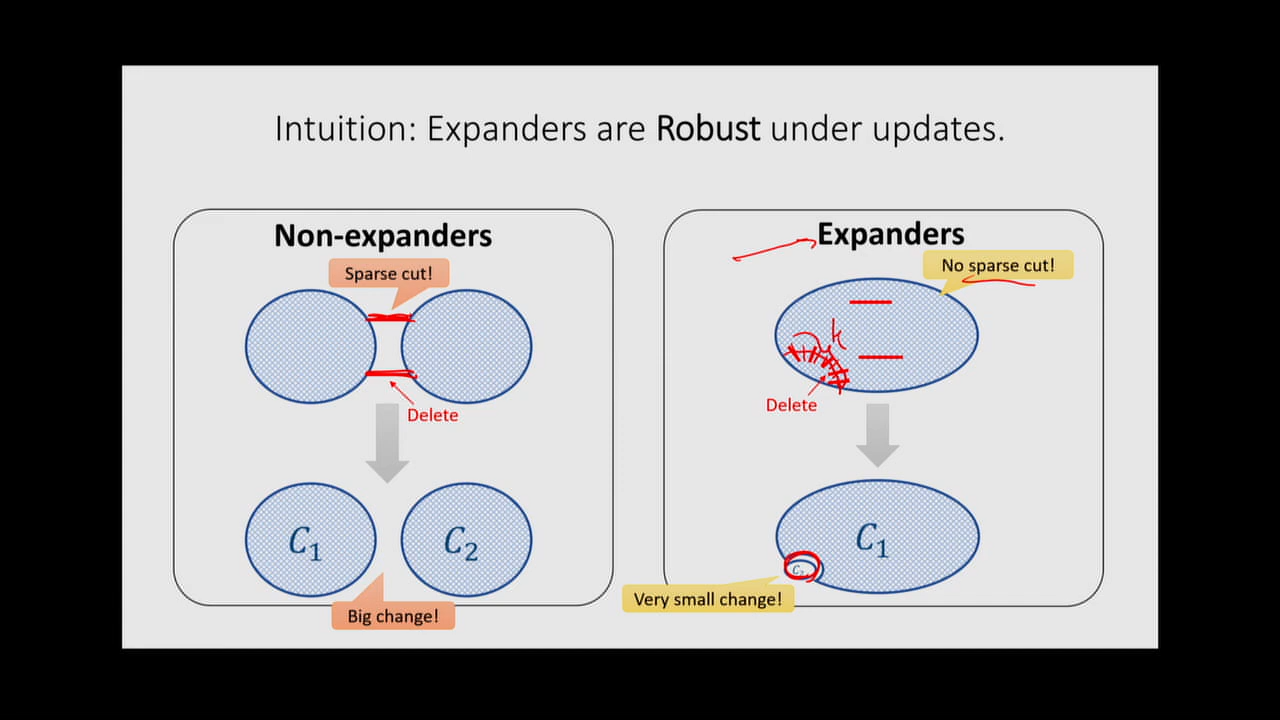 Intuition: Expanders are Robust under updates.
Non-expanders
Sparse cut!
Delete
C₁
C₂
Big change!
Expanders
No sparse cut!
k
Delete
C₁
C₂
Very small change!